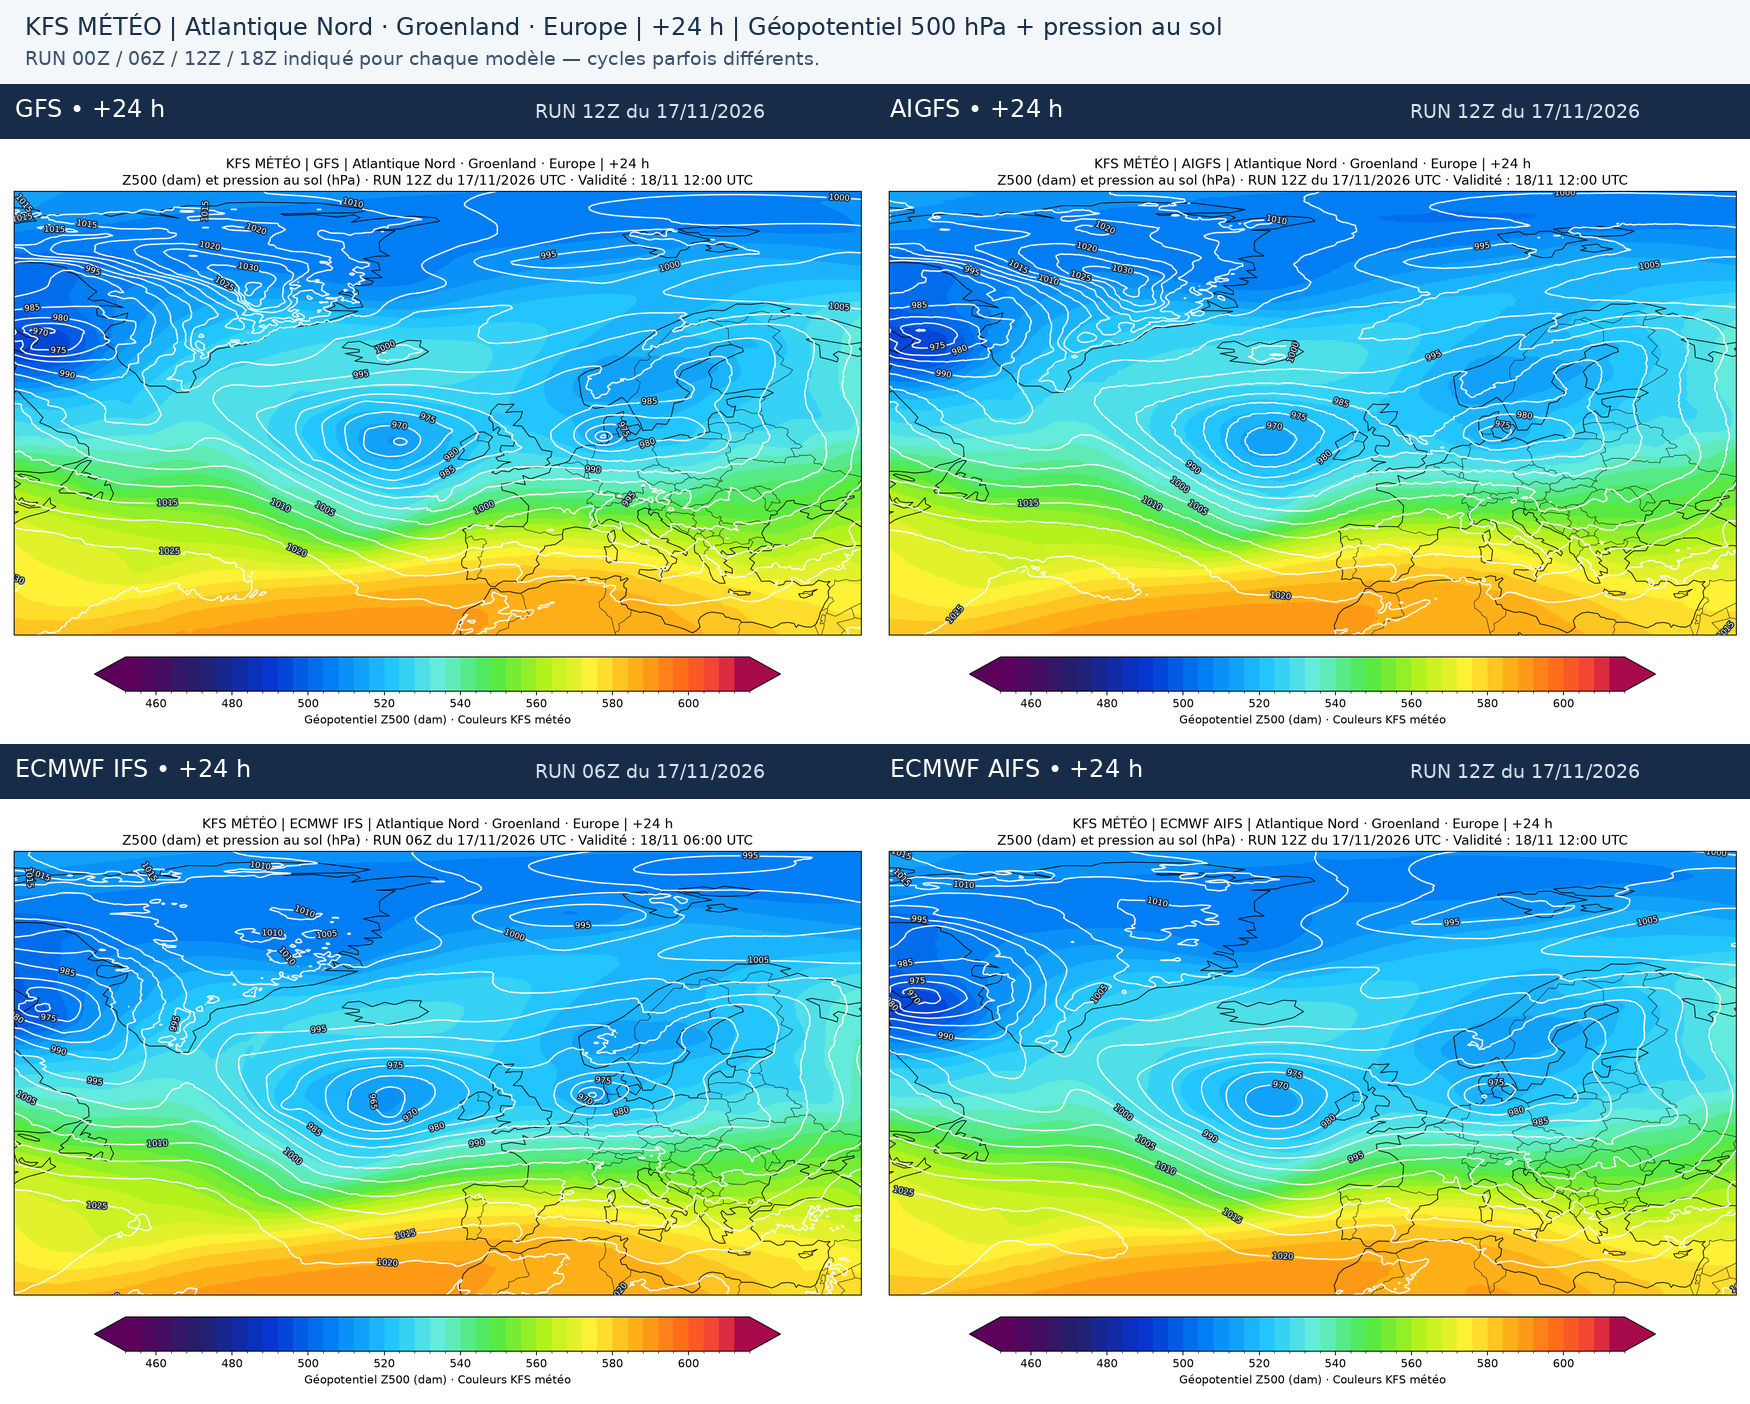 KFS MÉTÉO | Atlantique Nord · Groenland · Europe | +24 h | Géopotentiel 500 hPa + pression au sol
RUN 00Z / 06Z / 12Z / 18Z indiqué pour chaque modèle — cycles parfois différents.
GFS • +24 h
RUN 12Z du 17/11/2026
AIGFS • +24 h
RUN 12Z du 17/11/2026
KFS MÉTÉO | GFS | Atlantique Nord · Groenland · Europe | +24 h
Z500 (dam) et pression au sol (hPa) · RUN 12Z du 17/11/2026 UTC · Validité : 18/11 12:00 UTC
KFS MÉTÉO | AIGFS | Atlantique Nord · Groenland · Europe | +24 h
Z500 (dam) et pression au sol (hPa) · RUN 12Z du 17/11/2026 UTC · Validité : 18/11 12:00 UTC
460 480 500 520 540 560 580 600
Géopotentiel Z500 (dam) · Couleurs KFS météo
460 480 500 520 540 560 580 600
Géopotentiel Z500 (dam) · Couleurs KFS météo
ECMWF IFS • +24 h
RUN 06Z du 17/11/2026
ECMWF AIFS • +24 h
RUN 12Z du 17/11/2026
KFS MÉTÉO | ECMWF IFS | Atlantique Nord · Groenland · Europe | +24 h
Z500 (dam) et pression au sol (hPa) · RUN 06Z du 17/11/2026 UTC · Validité : 18/11 06:00 UTC
KFS MÉTÉO | ECMWF AIFS | Atlantique Nord · Groenland · Europe | +24 h
Z500 (dam) et pression au sol (hPa) · RUN 12Z du 17/11/2026 UTC · Validité : 18/11 12:00 UTC
460 480 500 520 540 560 580 600
Géopotentiel Z500 (dam) · Couleurs KFS météo
460 480 500 520 540 560 580 600
Géopotentiel Z500 (dam) · Couleurs KFS météo